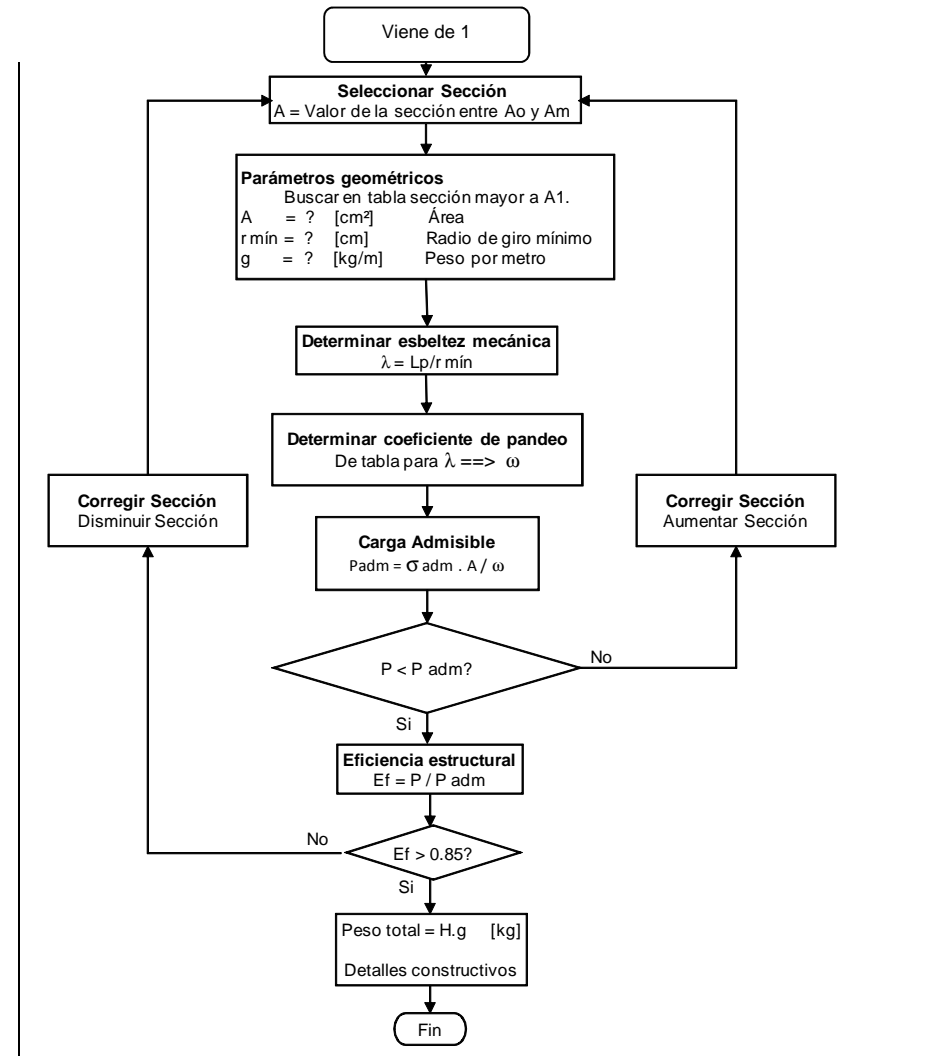 Viene de 1
Seleccionar Sección
A = Valor de la sección entre Ao y Am
Parámetros geométricos
Buscar en tabla sección mayor a A1.
A = ? [cm²] Área
r mín = ? [cm] Radio de giro mínimo
g = ? [kg/m] Peso por metro
Determinar esbeltez mecánica
λ = Lp/r mín
Determinar coeficiente de pandeo
De tabla para λ ==> ω
Corregir Sección
Disminuir Sección
Corregir Sección
Aumentar Sección
Carga Admisible
Padm = σ adm . A / ω
P < P adm?
No
Si
Eficiencia estructural
Ef = P / P adm
No
Ef > 0.85?
Si
Peso total = H.g [kg]
Detalles constructivos
Fin